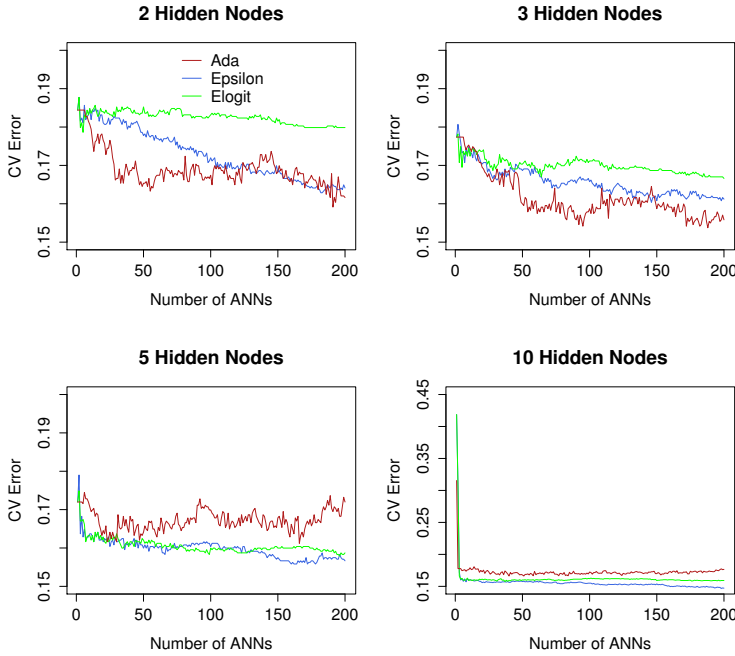 2 Hidden Nodes
CV Error
0.19
0.17
0.15
Ada
Epsilon
Elogit
0 50 100 150 200
Number of ANNs
3 Hidden Nodes
CV Error
0.19
0.17
0.15
0 50 100 150 200
Number of ANNs
5 Hidden Nodes
CV Error
0.19
0.17
0.15
0 50 100 150 200
Number of ANNs
10 Hidden Nodes
CV Error
0.45
0.35
0.25
0.15
0 50 100 150 200
Number of ANNs